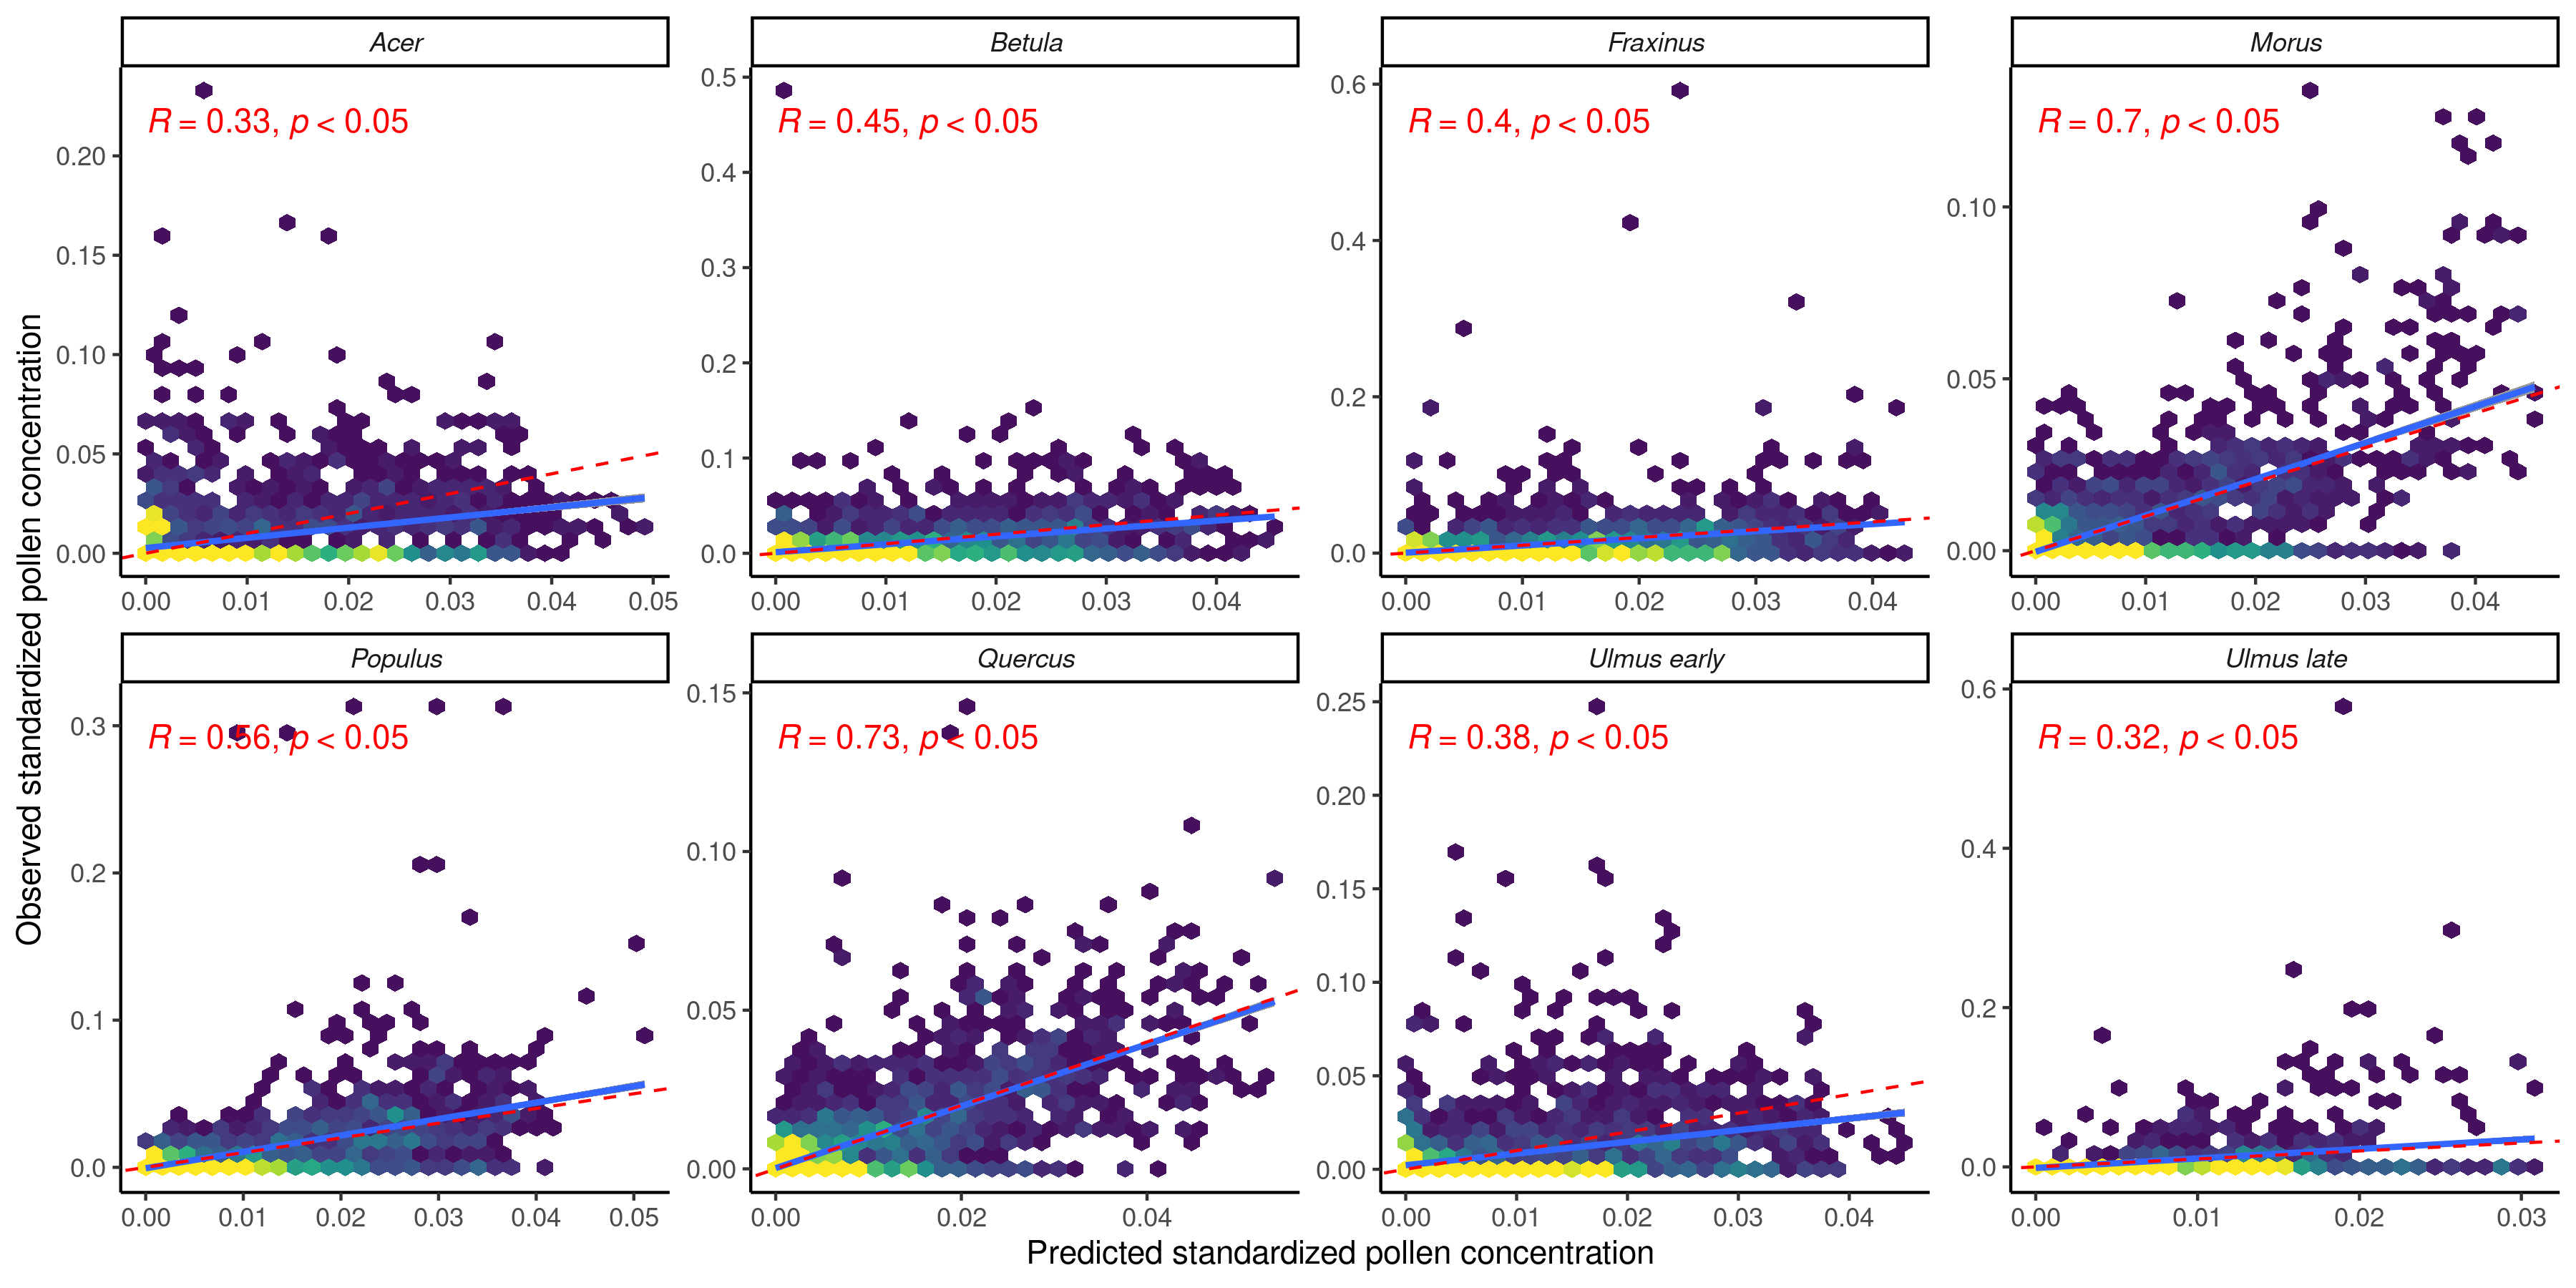 Acer
Betula
Fraxinus
Morus
R = 0.33, p < 0.05
R = 0.45, p < 0.05
R = 0.4, p < 0.05
R = 0.7, p < 0.05
0.20
0.15
0.10
0.05
0.00
0.5
0.4
0.3
0.2
0.1
0.0
0.6
0.4
0.2
0.0
0.10
0.05
0.00
0.00 0.01 0.02 0.03 0.04 0.05
0.00 0.01 0.02 0.03 0.04
0.00 0.01 0.02 0.03 0.04
0.00 0.01 0.02 0.03 0.04
Observed standardized pollen concentration
Populus
Quercus
Ulmus early
Ulmus late
R = 0.56, p < 0.05
R = 0.73, p < 0.05
R = 0.38, p < 0.05
R = 0.32, p < 0.05
0.3
0.2
0.1
0.0
0.15
0.10
0.05
0.00
0.25
0.20
0.15
0.10
0.05
0.00
0.6
0.4
0.2
0.0
0.00 0.01 0.02 0.03 0.04 0.05
0.00 0.02 0.04
0.00 0.01 0.02 0.03 0.04
0.00 0.01 0.02 0.03
Predicted standardized pollen concentration